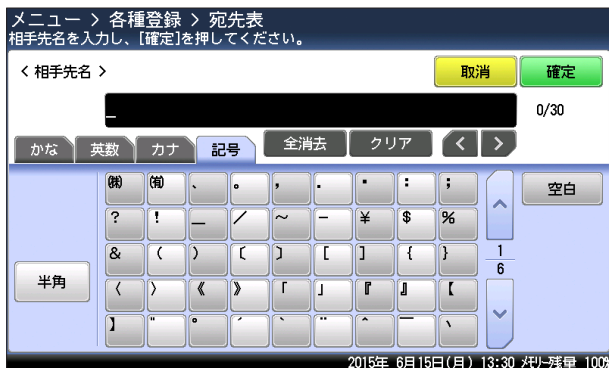 メニュー > 各種登録 > 宛先表
相手先名を入力し、[確定]を押してください。
< 相手先名 > 取消 確定
_ 0/30
かな 英数 カナ 記号 全消去 クリア < >
㈱ ㈲ 、 。 , . ・ : ; 空白
? ! _ / ~ - ¥ $ %
& ( ) 〔 〕 [ ] { } 1/6
半角 〈 〉 《 》 「 」 『 』 【
】 " ° ´ ` ¨ ^ ‾ ヽ
2015年 6月15日(月) 13:30 メモリー残量 100%